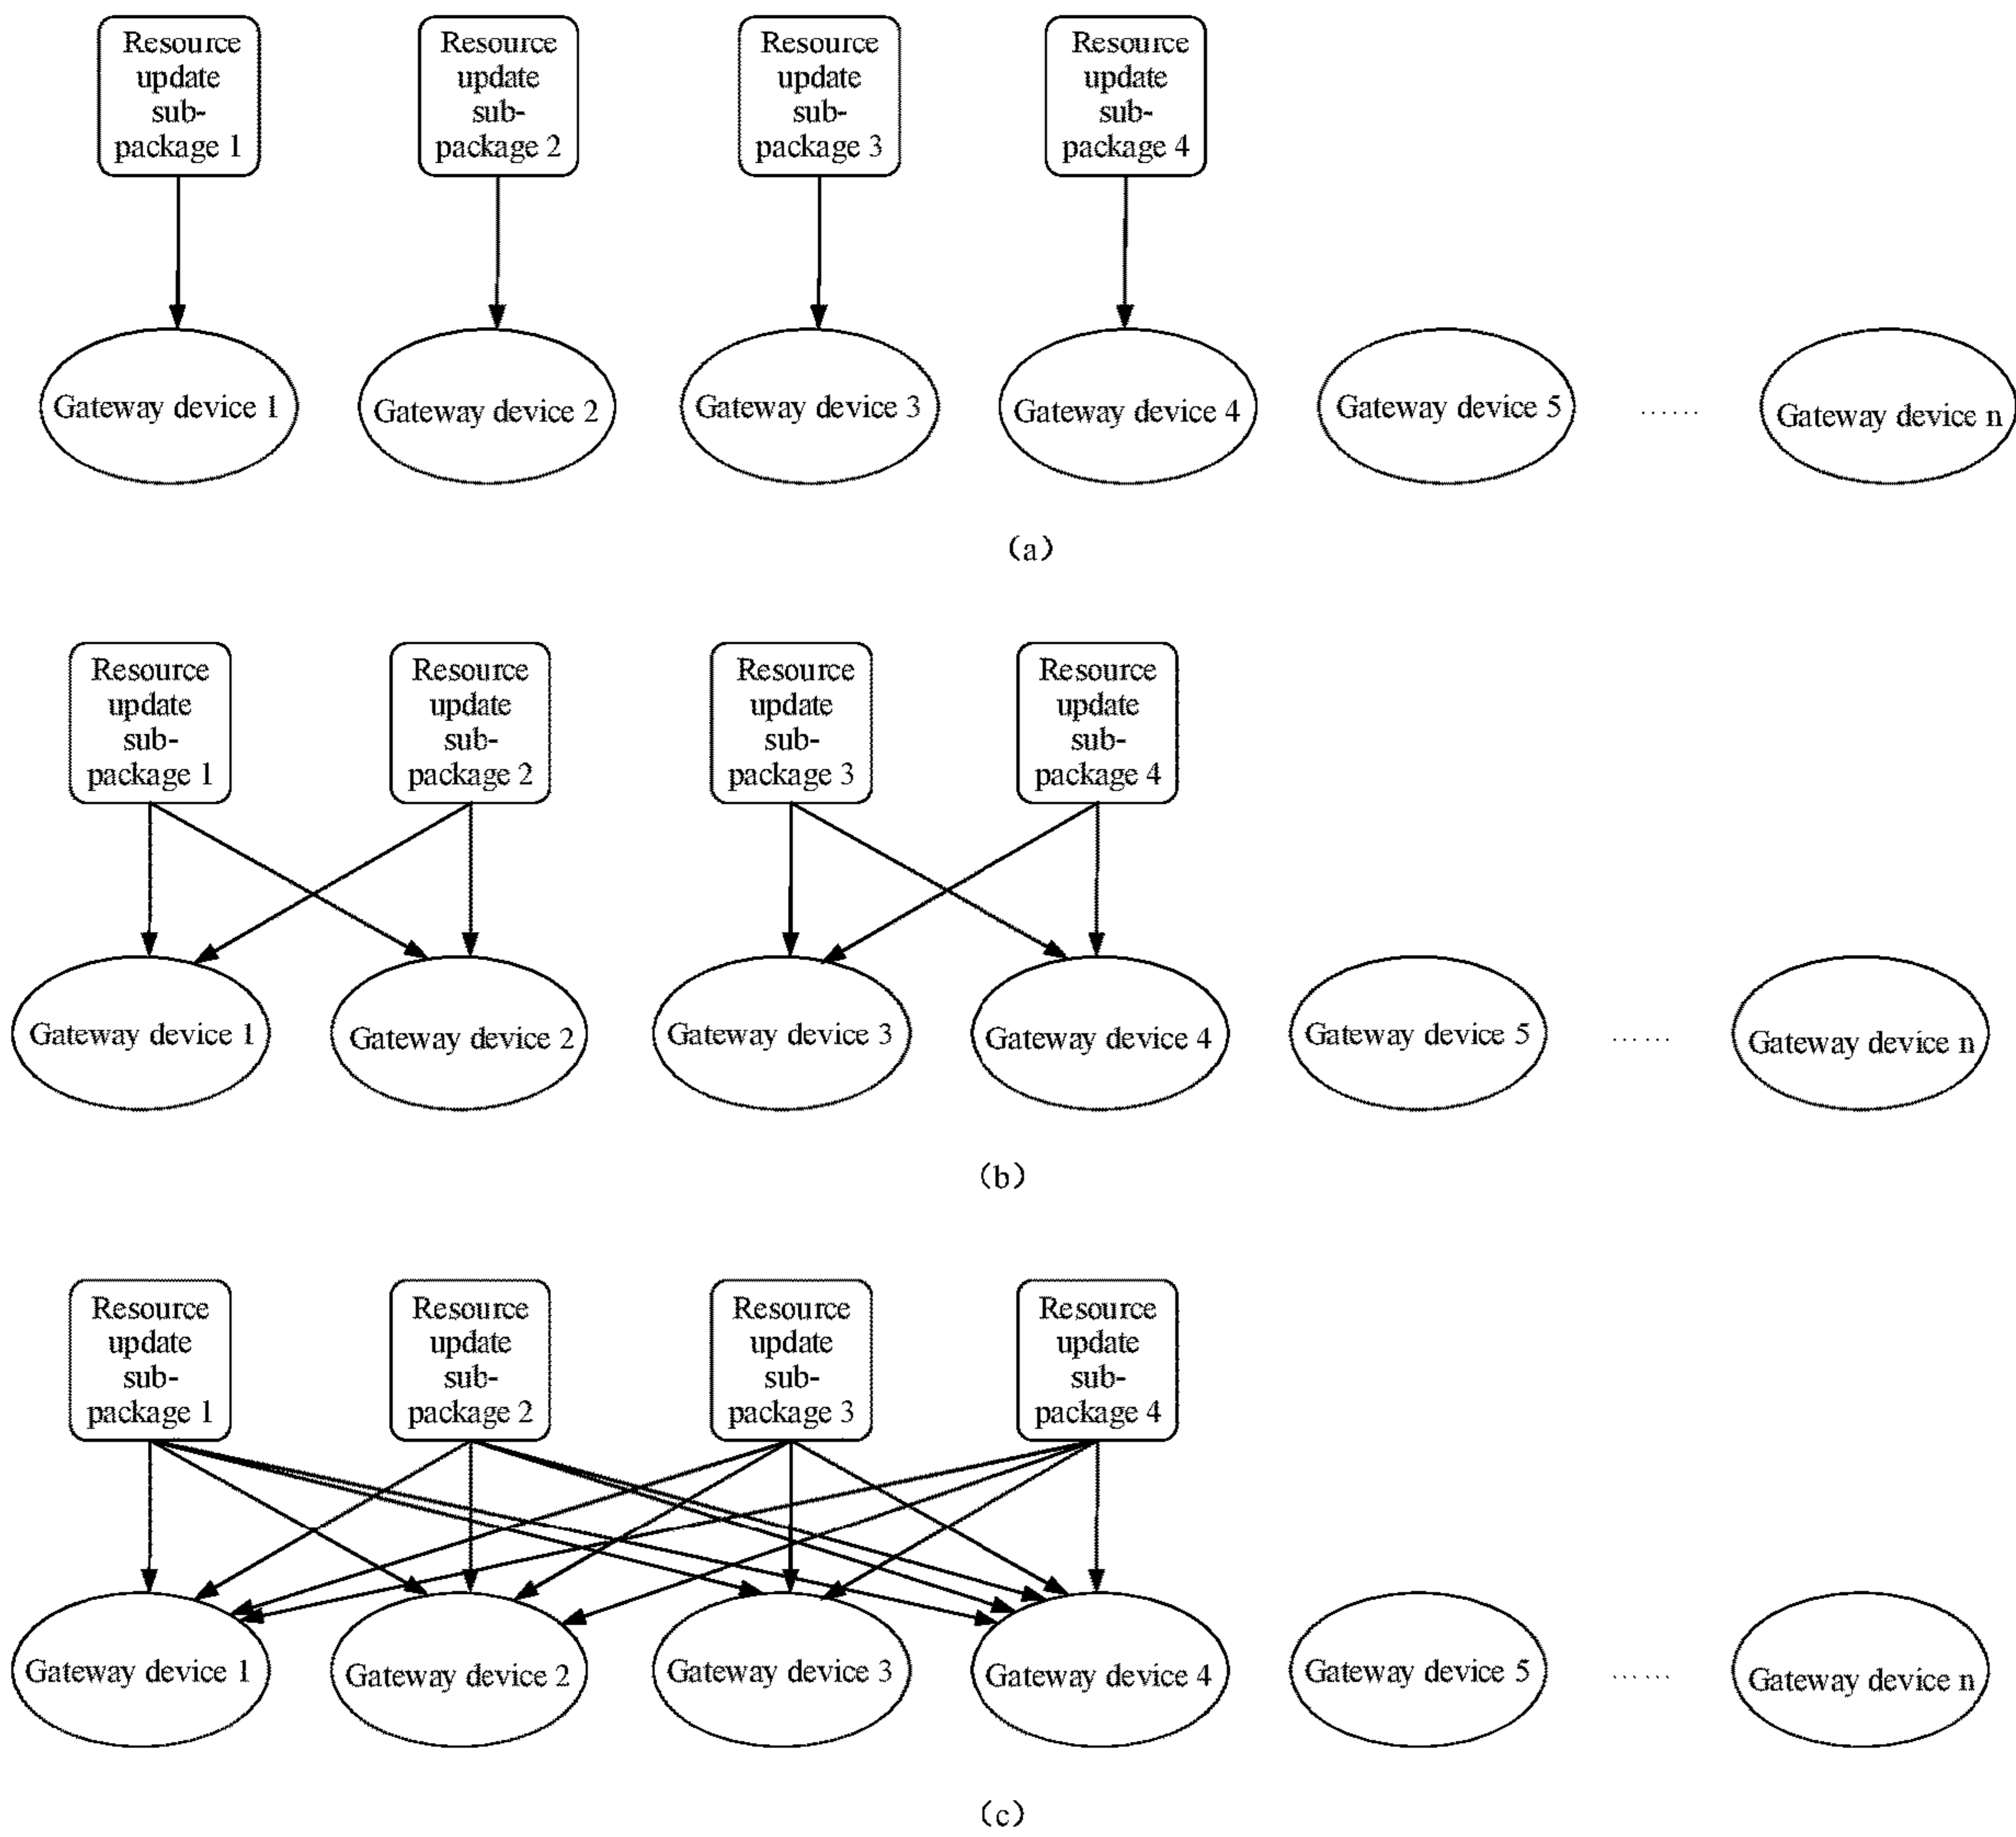 Resource
update
sub-
package 1
Resource
update
sub-
package 2
Resource
update
sub-
package 3
Resource
update
sub-
package 4
Gateway device 1
Gateway device 2
Gateway device 3
Gateway device 4
Gateway device 5
......
Gateway device n
(a)
Resource
update
sub-
package 1
Resource
update
sub-
package 2
Resource
update
sub-
package 3
Resource
update
sub-
package 4
Gateway device 1
Gateway device 2
Gateway device 3
Gateway device 4
Gateway device 5
......
Gateway device n
(b)
Resource
update
sub-
package 1
Resource
update
sub-
package 2
Resource
update
sub-
package 3
Resource
update
sub-
package 4
Gateway device 1
Gateway device 2
Gateway device 3
Gateway device 4
Gateway device 5
......
Gateway device n
(c)